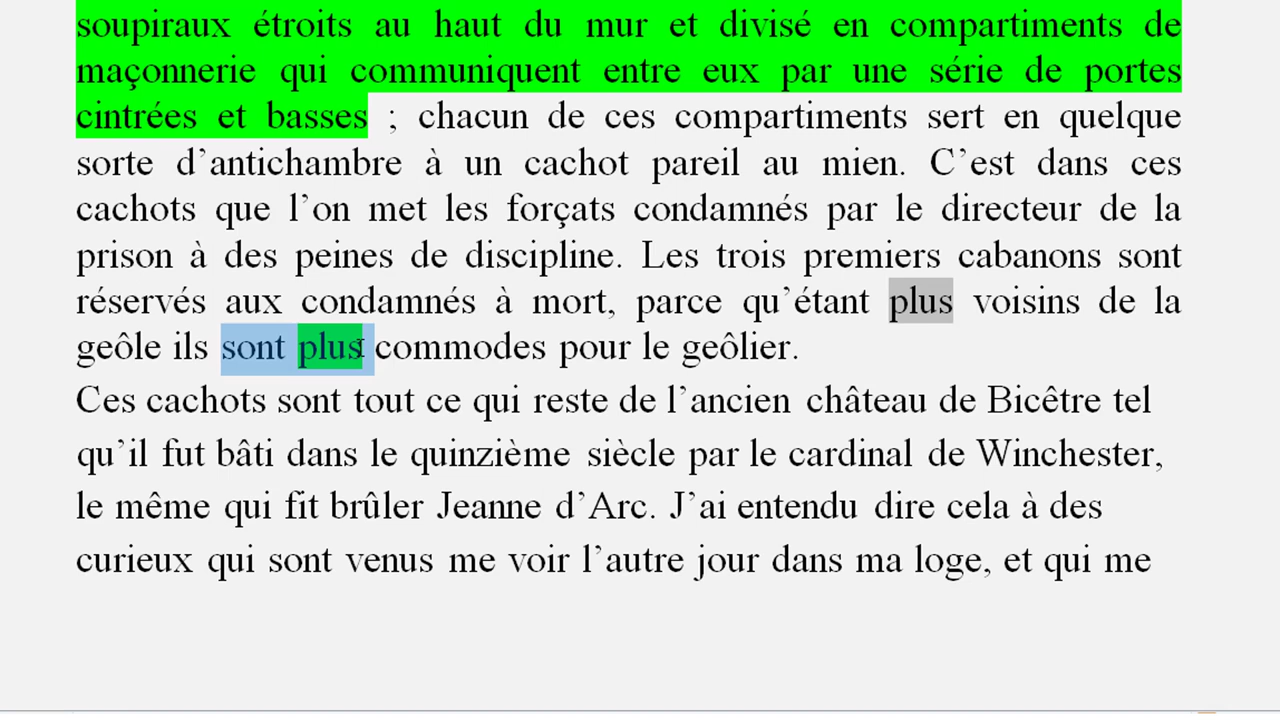 soupiraux étroits au haut du mur et divisé en compartiments de
maçonnerie qui communiquent entre eux par une série de portes
cintrées et basses ; chacun de ces compartiments sert en quelque
sorte d’antichambre à un cachot pareil au mien. C’est dans ces
cachots que l’on met les forçats condamnés par le directeur de la
prison à des peines de discipline. Les trois premiers cabanons sont
réservés aux condamnés à mort, parce qu’étant plus voisins de la
geôle ils sont plus commodes pour le geôlier.
Ces cachots sont tout ce qui reste de l’ancien château de Bicêtre tel
qu’il fut bâti dans le quinzième siècle par le cardinal de Winchester,
le même qui fit brûler Jeanne d’Arc. J’ai entendu dire cela à des
curieux qui sont venus me voir l’autre jour dans ma loge, et qui me